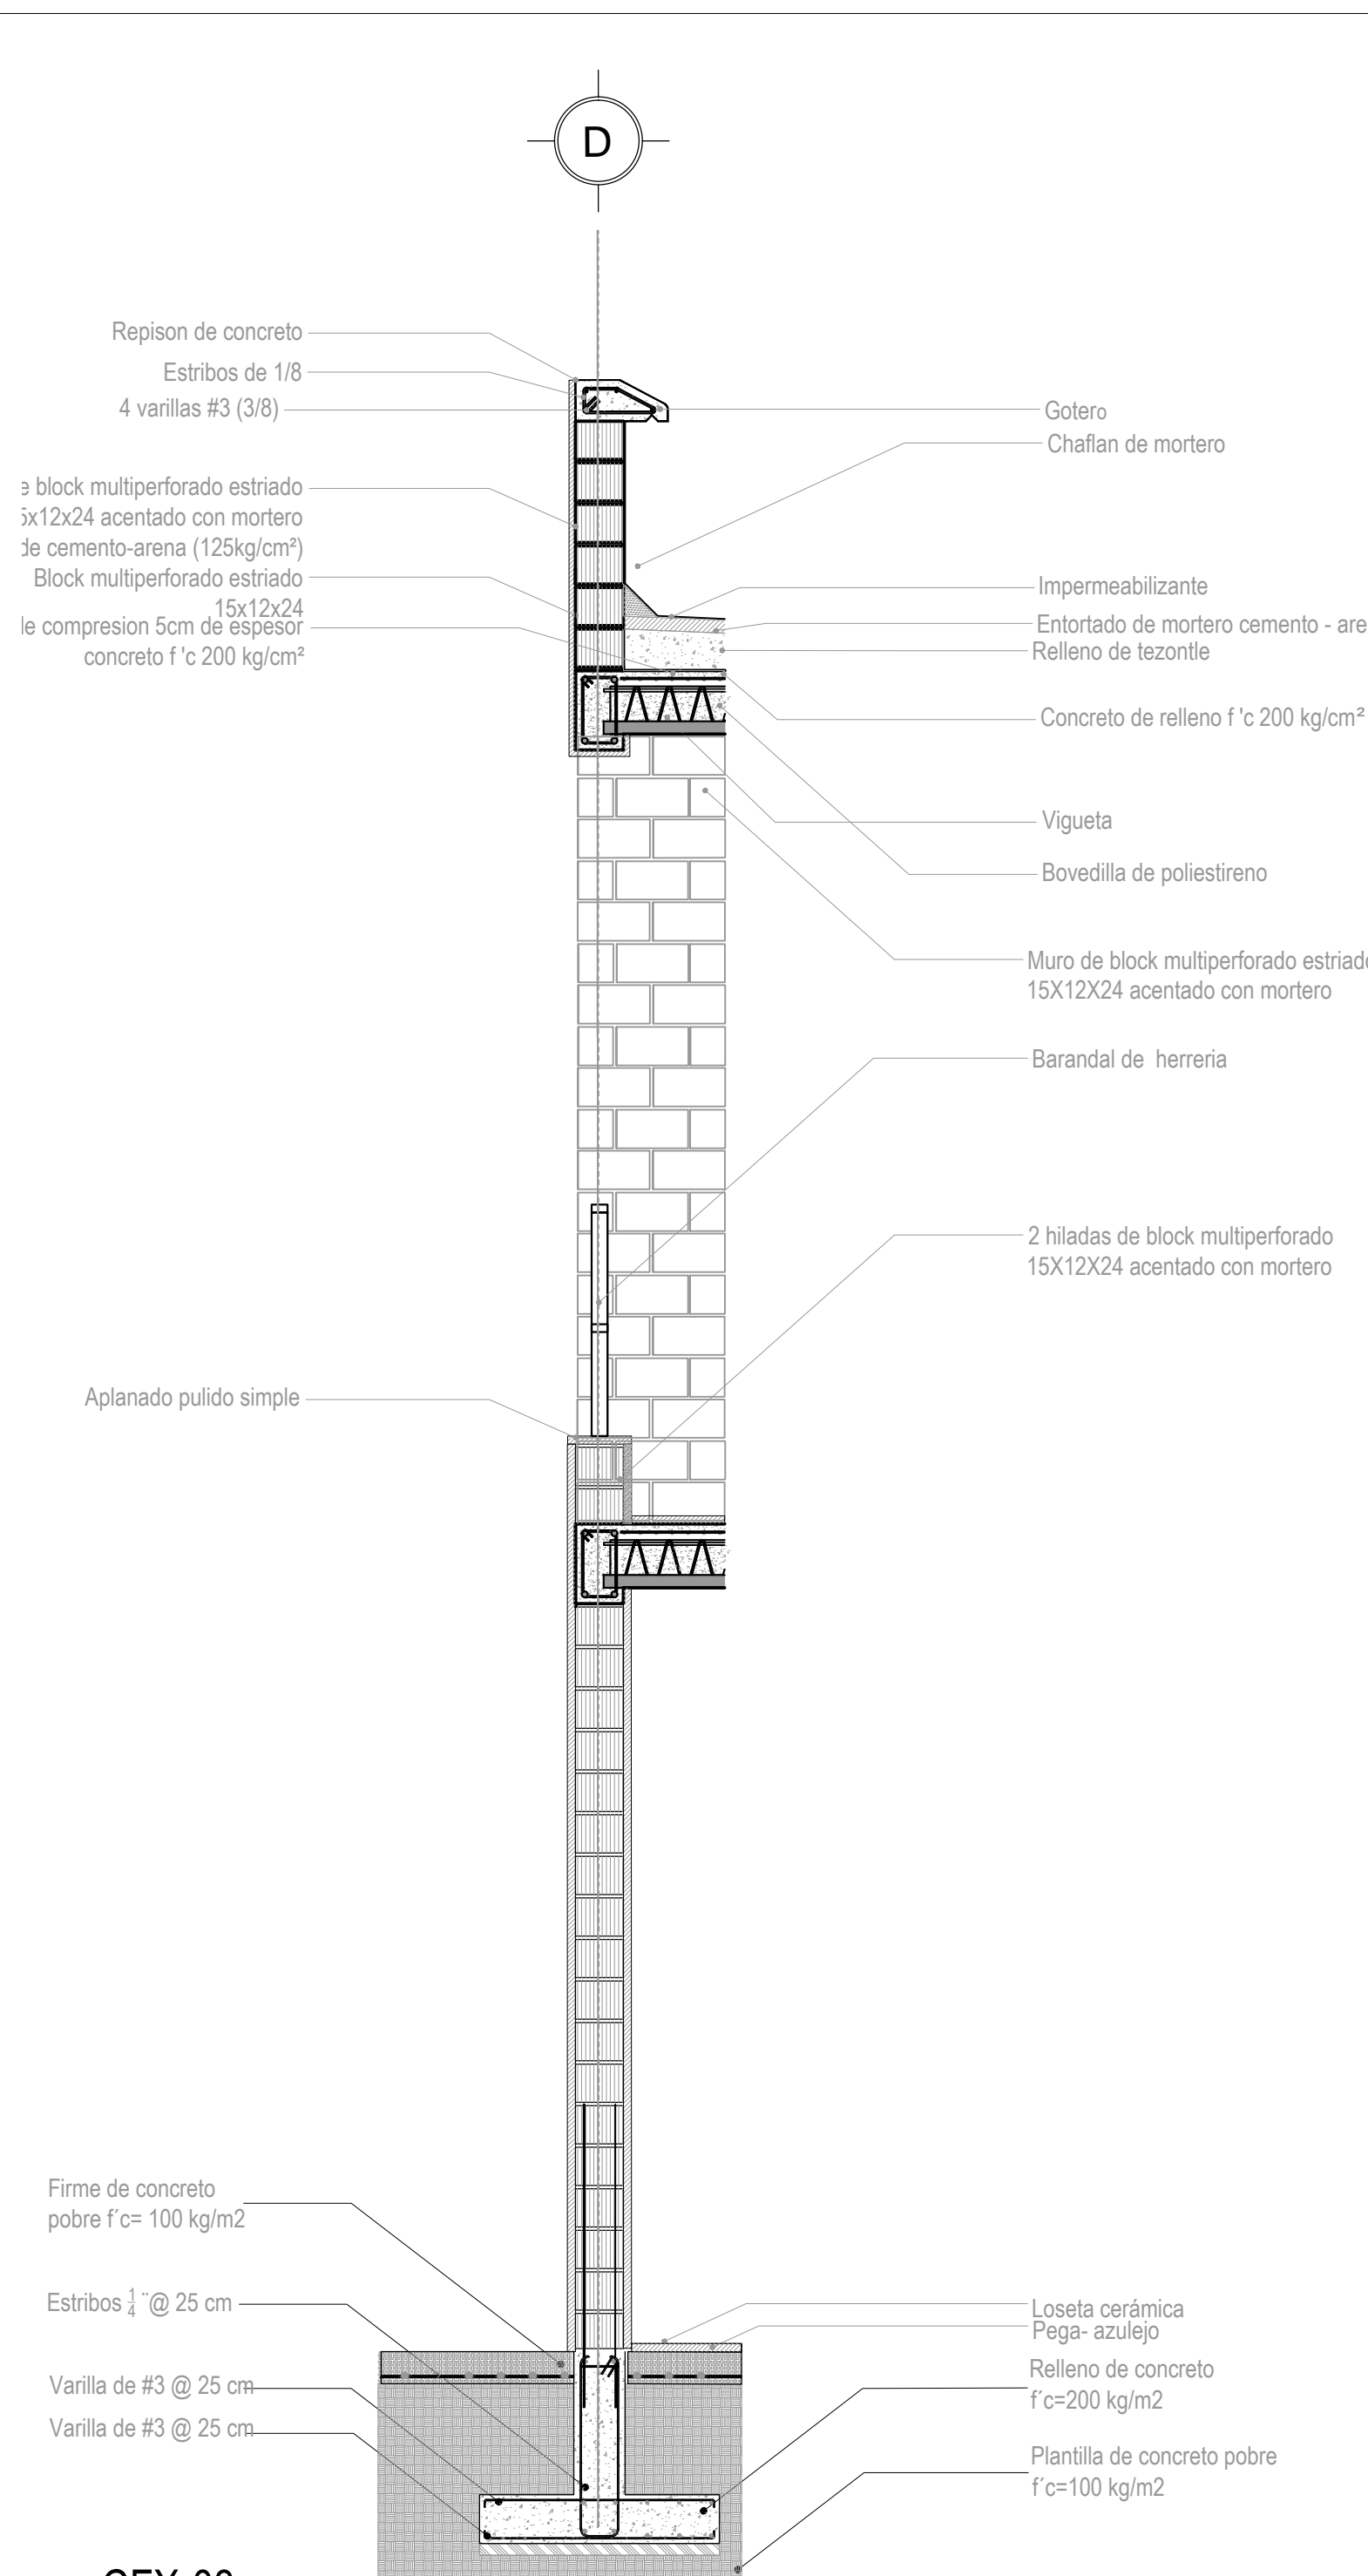 D
Repison de concreto
Estribos de 1/8
4 varillas #3 (3/8)
block multiperforado estriado
5x12x24 acentado con mortero
de cemento-arena (125kg/cm²)
Block multiperforado estriado
15x12x24
compresion 5cm de espesor
concreto f 'c 200 kg/cm²
Gotero
Chaflan de mortero
Impermeabilizante
Entortado de mortero cemento - are
Relleno de tezontle
Concreto de relleno f 'c 200 kg/cm²
Vigueta
Bovedilla de poliestireno
Muro de block multiperforado estriado
15X12X24 acentado con mortero
Barandal de herreria
2 hiladas de block multiperforado
15X12X24 acentado con mortero
Aplanado pulido simple
Firme de concreto
pobre f´c= 100 kg/m2
Estribos 1/4 ¨@ 25 cm
Varilla de #3 @ 25 cm
Varilla de #3 @ 25 cm
Loseta cerámica
Pega- azulejo
Relleno de concreto
f´c=200 kg/m2
Plantilla de concreto pobre
f´c=100 kg/m2